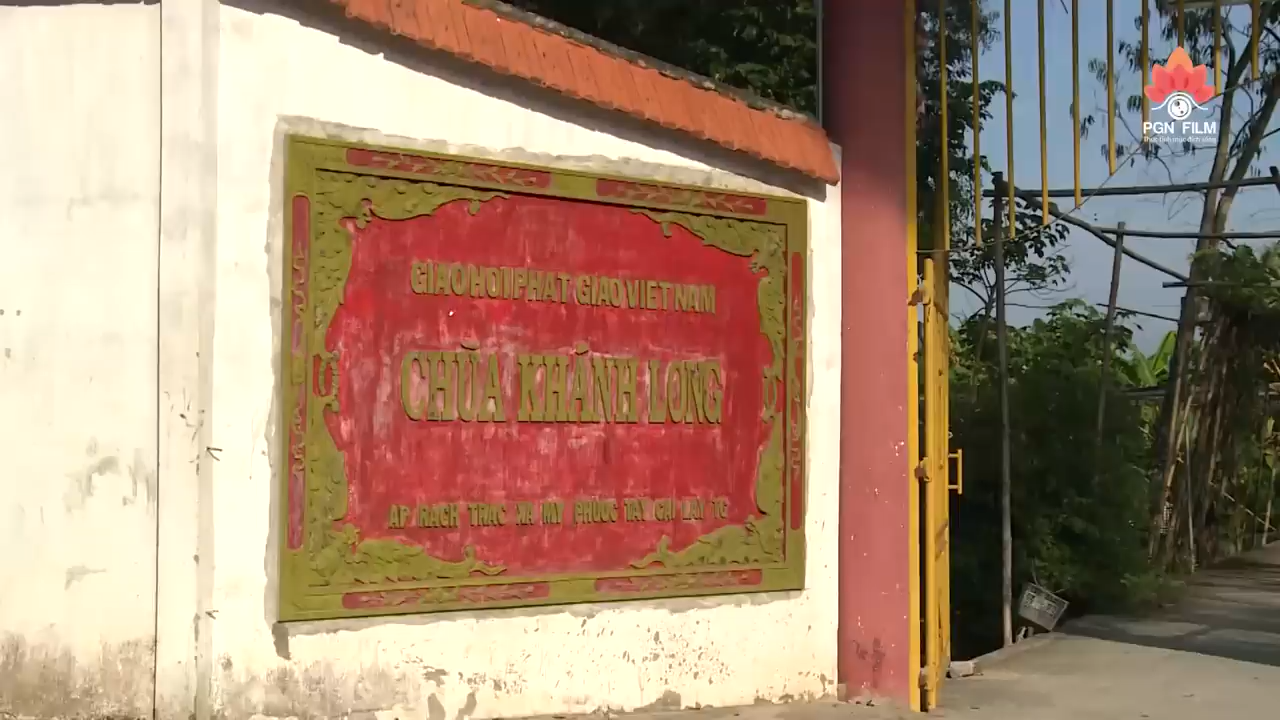 GIAO HOI PHAT GIAO VIET NAM
CHÙA KHÁNH LONG
AP RACH TRAC XA MY PHUOC TAY CAI LAY TG
PGN FILM